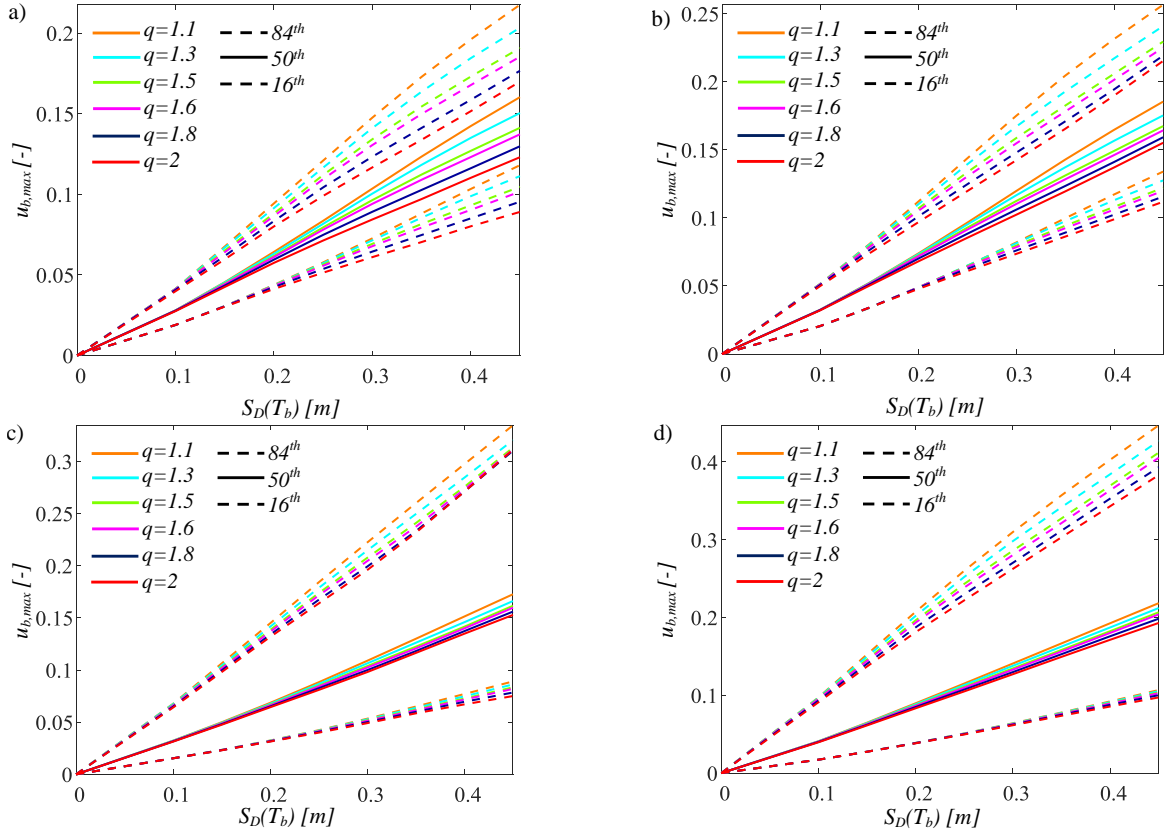 a)
q=1.1 84th
q=1.3 50th
q=1.5 16th
q=1.6
q=1.8
q=2
0.2
0.15
0.1
0.05
0
u_b,max [-]
0 0.1 0.2 0.3 0.4
S_D(T_b) [m]
b)
q=1.1 84th
q=1.3 50th
q=1.5 16th
q=1.6
q=1.8
q=2
0.25
0.2
0.15
0.1
0.05
0
u_b,max [-]
0 0.1 0.2 0.3 0.4
S_D(T_b) [m]
c)
q=1.1 84th
q=1.3 50th
q=1.5 16th
q=1.6
q=1.8
q=2
0.3
0.25
0.2
0.15
0.1
0.05
0
u_b,max [-]
0 0.1 0.2 0.3 0.4
S_D(T_b) [m]
d)
q=1.1 84th
q=1.3 50th
q=1.5 16th
q=1.6
q=1.8
q=2
0.4
0.3
0.2
0.1
0
u_b,max [-]
0 0.1 0.2 0.3 0.4
S_D(T_b) [m]